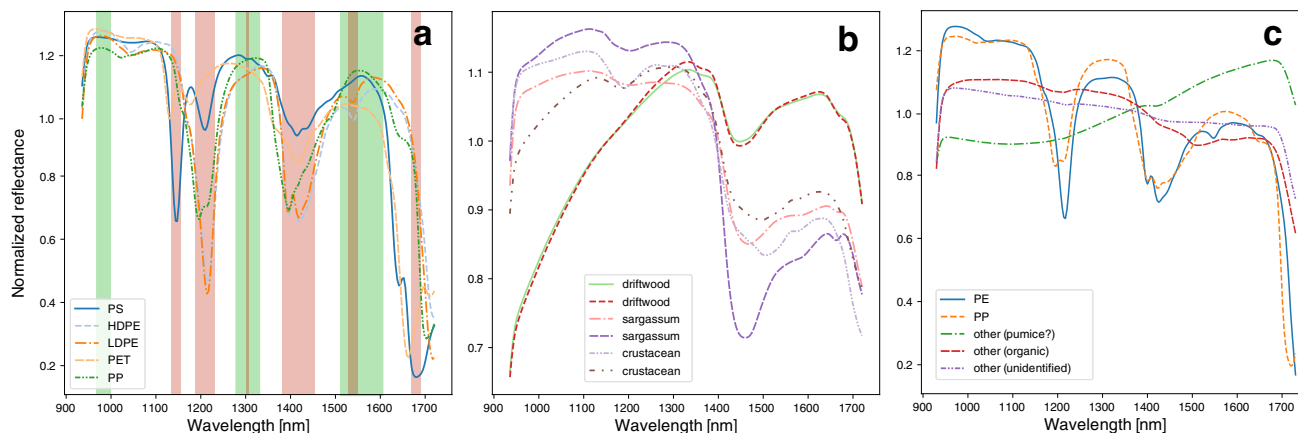 a
Normalized reflectance
1.2
1.0
0.8
0.6
0.4
0.2
PS
HDPE
LDPE
PET
PP
900 1000 1100 1200 1300 1400 1500 1600 1700
Wavelength [nm]
b
1.1
1.0
0.9
0.8
0.7
driftwood
driftwood
sargassum
sargassum
crustacean
crustacean
900 1000 1100 1200 1300 1400 1500 1600 1700
Wavelength [nm]
c
1.2
1.0
0.8
0.6
0.4
0.2
PE
PP
other (pumice?)
other (organic)
other (unidentified)
900 1000 1100 1200 1300 1400 1500 1600 1700
Wavelength [nm]